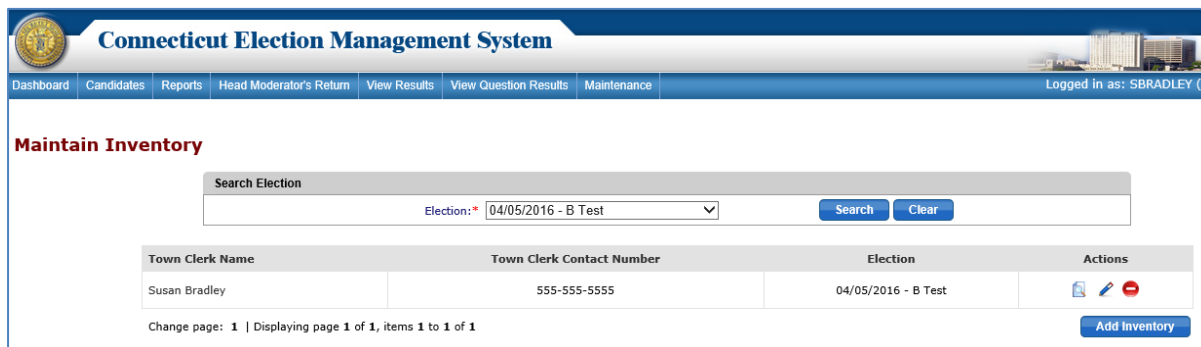 Connecticut Election Management System
Dashboard Candidates Reports Head Moderator's Return View Results View Question Results Maintenance Logged in as: SBRADLEY (
Maintain Inventory
Search Election
Election:* 04/05/2016 - B Test Search Clear
Town Clerk Name Town Clerk Contact Number Election Actions
Susan Bradley 555-555-5555 04/05/2016 - B Test
Change page: 1 | Displaying page 1 of 1, items 1 to 1 of 1 Add Inventory